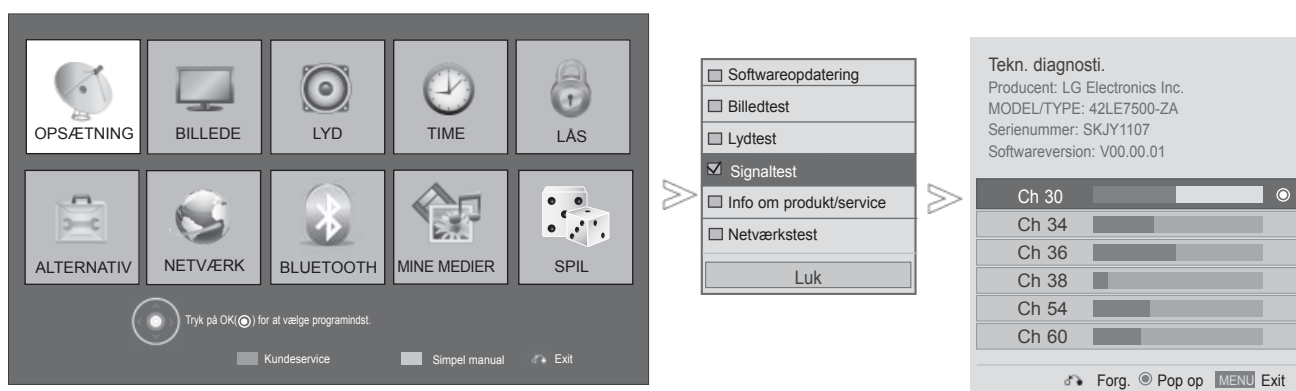 OPSÆTNING
BILLEDE
LYD
TIME
LÅS
ALTERNATIV
NETVÆRK
BLUETOOTH
MINE MEDIER
SPIL
Tryk på OK(◉) for at vælge programindst.
Kundeservice
Simpel manual
Exit
Softwareopdatering
Billedtest
Lydtest
Signaltest
Info om produkt/service
Netværkstest
Luk
Tekn. diagnosti.
Producent: LG Electronics Inc.
MODEL/TYPE: 42LE7500-ZA
Serienummer: SKJY1107
Softwareversion: V00.00.01
Ch 30
Ch 34
Ch 36
Ch 38
Ch 54
Ch 60
Forg. ◉ Pop op MENU Exit